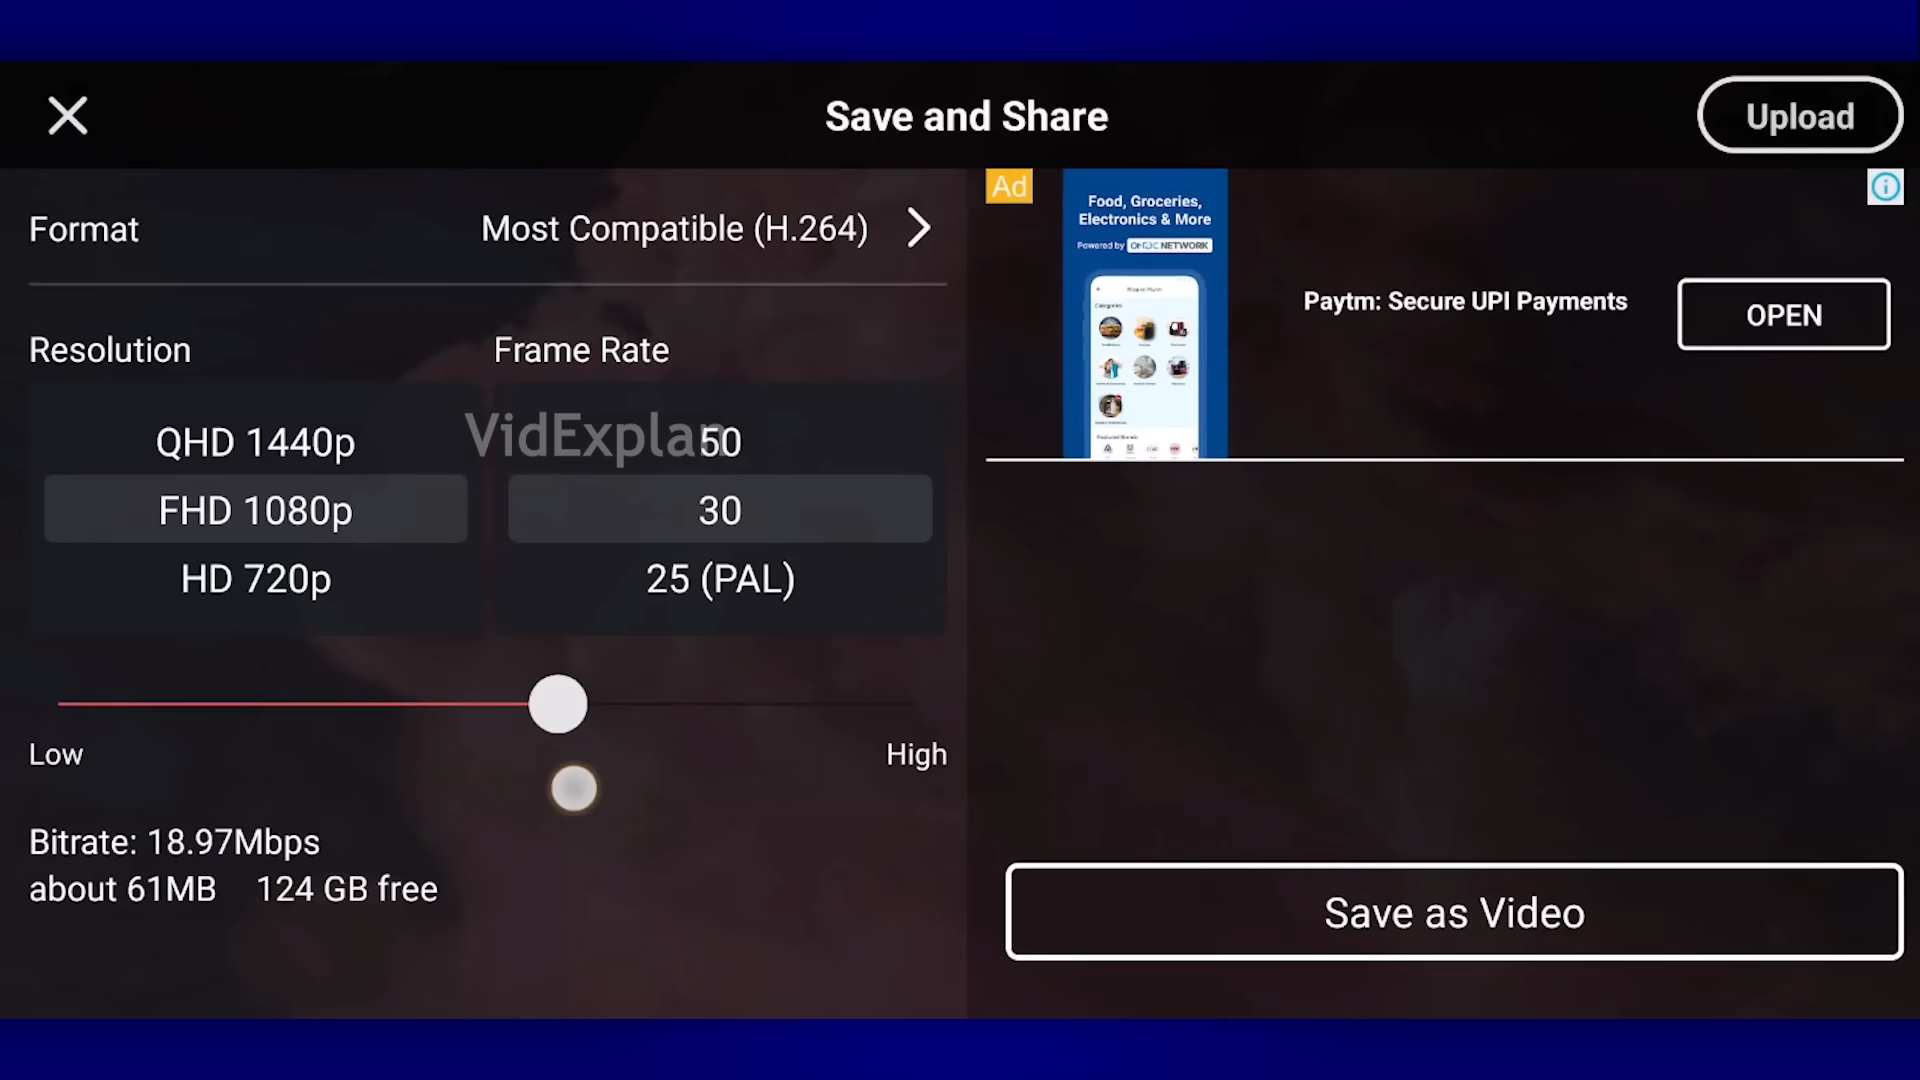 Save and Share
Upload
Format
Most Compatible (H.264)
Resolution
Frame Rate
QHD 1440p
FHD 1080p
HD 720p
VidExplan
50
30
25 (PAL)
Low
High
Bitrate: 18.97Mbps
about 61MB 124 GB free
Ad
Food, Groceries,
Electronics & More
Powered by ONDC NETWORK
Categories
Paytm: Secure UPI Payments
OPEN
Save as Video